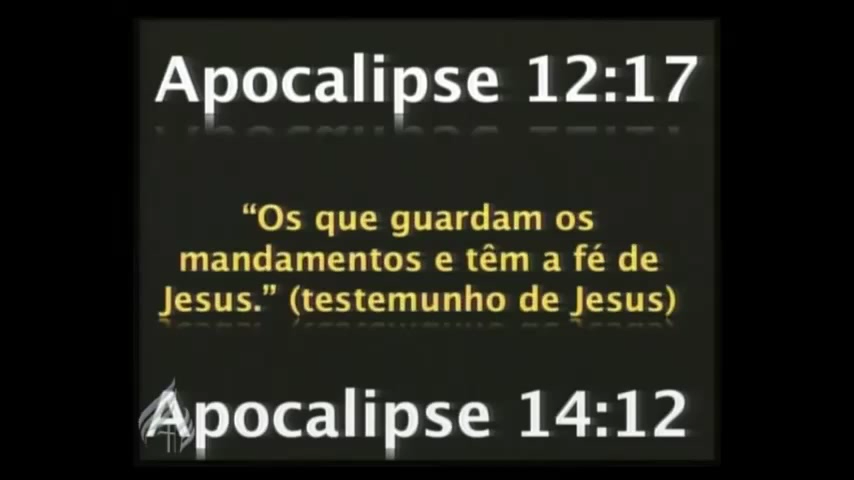 Apocalipse 12:17
“Os que guardam os
mandamentos e têm a fé de
Jesus.” (testemunho de Jesus)
Apocalipse 14:12